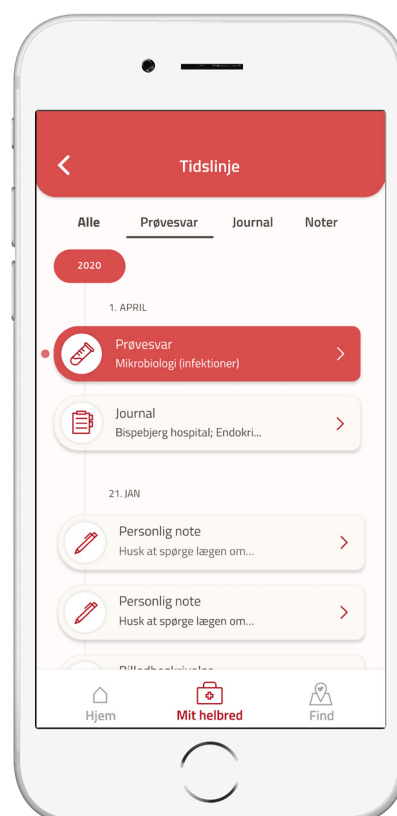 Tidslinje
Alle Prøvesvar Journal Noter
2020
1. APRIL
Prøvesvar
Mikrobiologi (infektioner)
Journal
Bispebjerg hospital; Endokri...
21. JAN
Personlig note
Husk at spørge lægen om...
Personlig note
Husk at spørge lægen om...
Hjem Mit helbred Find